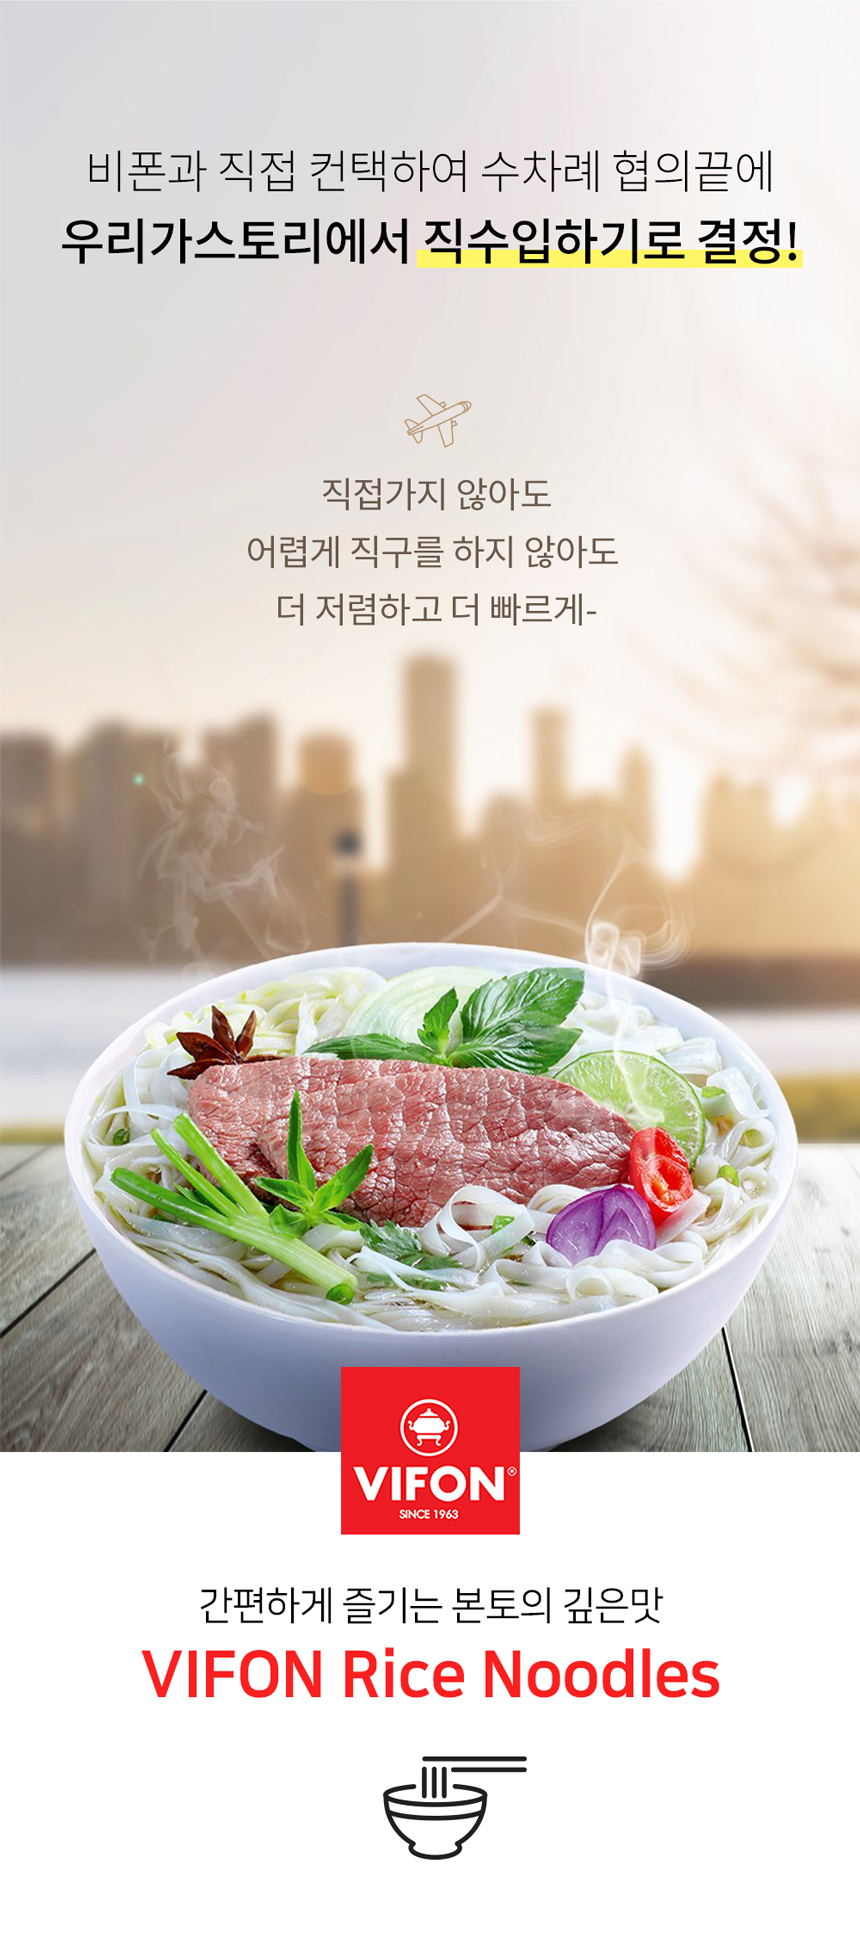 비폰과 직접 컨택하여 수차례 협의끝에
우리가스토리에서 직수입하기로 결정!
직접가지 않아도
어렵게 직구를 하지 않아도
더 저렴하고 더 빠르게-
VIFON®
SINCE 1963
간편하게 즐기는 본토의 깊은맛
VIFON Rice Noodles